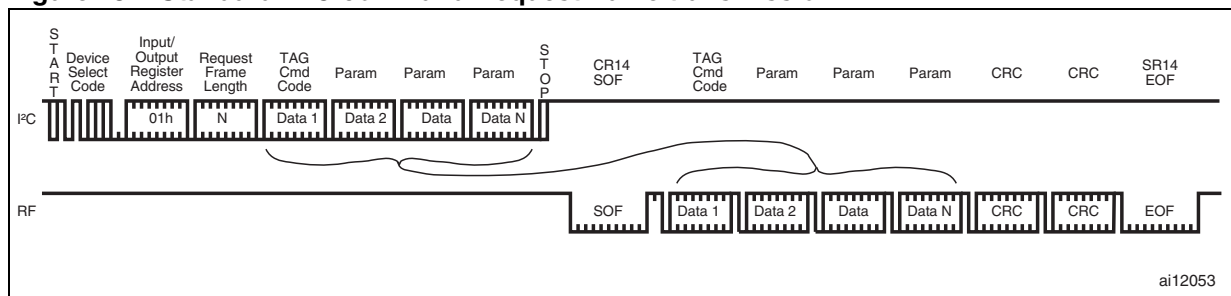 START
Device Select Code
Input/ Output Register Address
Request Frame Length
TAG Cmd Code
Param
Param
Param
STOP
CR14 SOF
TAG Cmd Code
Param
Param
Param
CRC
CRC
SR14 EOF
I²C
01h
N
Data 1
Data 2
Data
Data N
RF
SOF
Data 1
Data 2
Data
Data N
CRC
CRC
EOF
ai12053